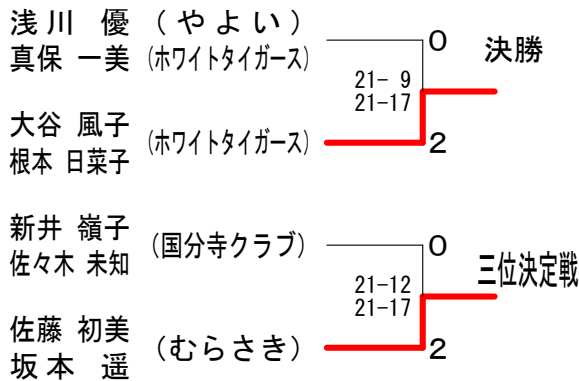 浅川 優 (やよい) 0 決勝
真保 一美 (ホワイトタイガース)
21- 9
21-17
大谷 風子 (ホワイトタイガース) 2
根本 日菜子
新井 嶺子 (国分寺クラブ) 0
佐々木 未知
三位決定戦
21-12
21-17
佐藤 初美 (むらさき) 2
坂本 遥